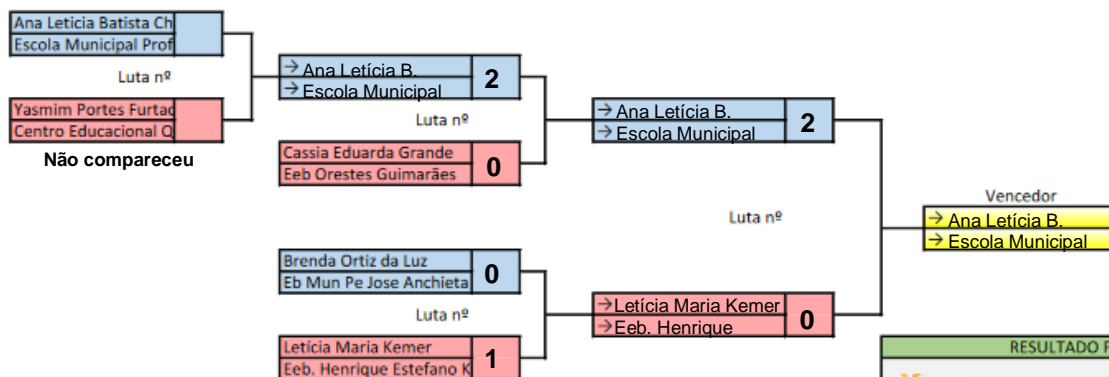 Ana Leticia Batista Ch
Escola Municipal Prof
Luta nº
Yasmim Portes Furtad
Centro Educacional Q
Não compareceu
→ Ana Letícia B.
→ Escola Municipal
2
Luta nº
Cassia Eduarda Grande
Eeb Orestes Guimarães
0
Brenda Ortiz da Luz
Eb Mun Pe Jose Anchieta
0
Luta nº
Letícia Maria Kemer
Eeb. Henrique Estefano K
1
→ Ana Letícia B.
→ Escola Municipal
2
Luta nº
→Letícia Maria Kemer
→Eeb. Henrique
0
Vencedor
→ Ana Letícia B.
→ Escola Municipal
RESULTADO F